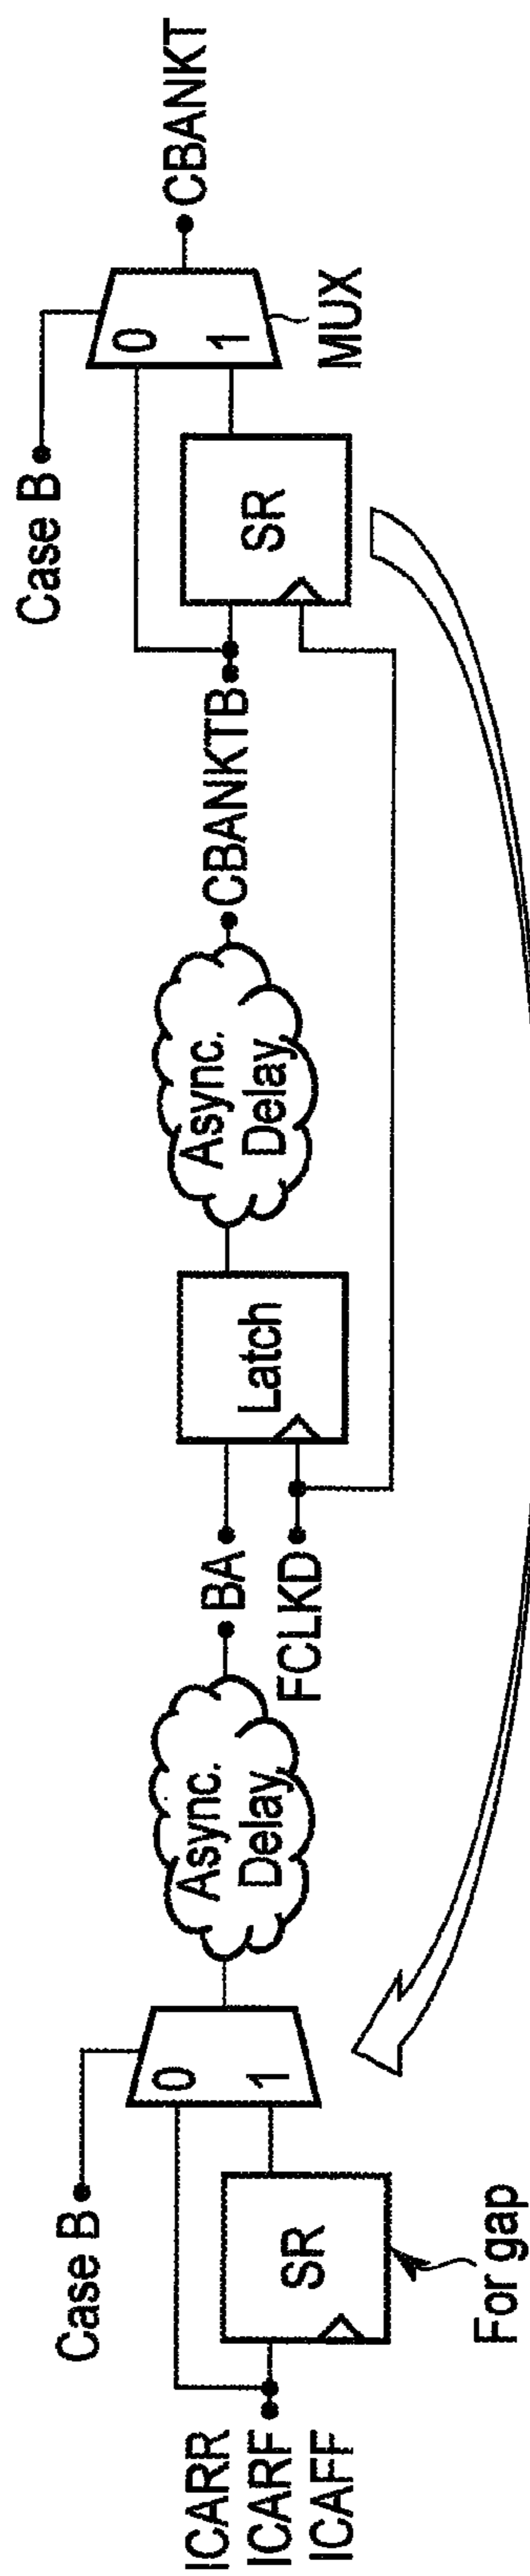 ICARR
ICARF
ICAFF
Case B
0
1
SR
For gap
Async.
Delay
BA
FCLKD
Latch
Async.
Delay
CBANKTB
SR
Case B
0
1
MUX
CBANKT